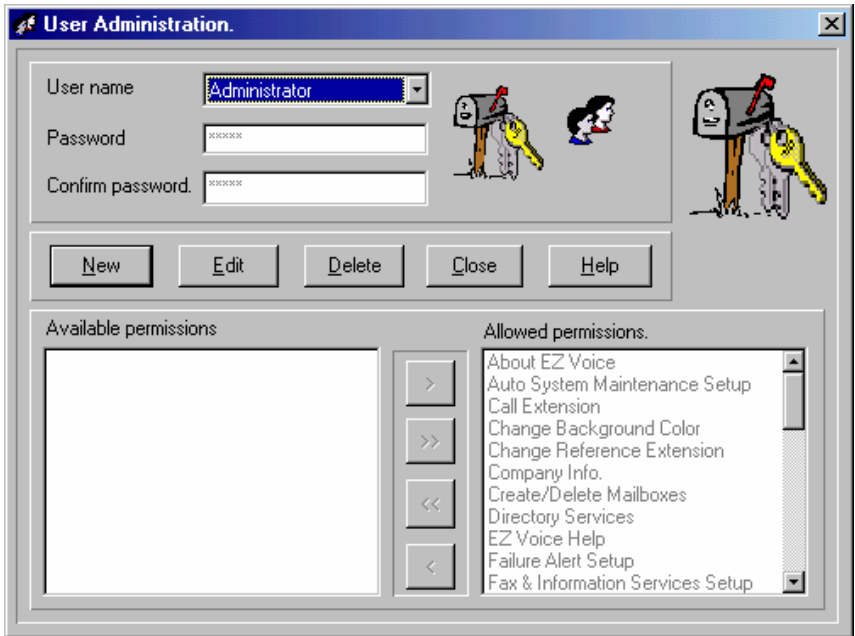 User Administration.
User name
Administrator
Password
*****
Confirm password.
*****
New
Edit
Delete
Close
Help
Available permissions
Allowed permissions.
>
>>
<<
<
About EZ Voice
Auto System Maintenance Setup
Call Extension
Change Background Color
Change Reference Extension
Company Info.
Create/Delete Mailboxes
Directory Services
EZ Voice Help
Failure Alert Setup
Fax & Information Services Setup